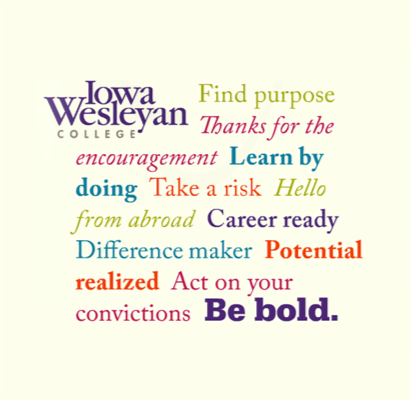 Iowa
Wesleyan
COLLEGE
Find purpose
Thanks for the
encouragement Learn by
doing Take a risk Hello
from abroad Career ready
Difference maker Potential
realized Act on your
convictions Be bold.